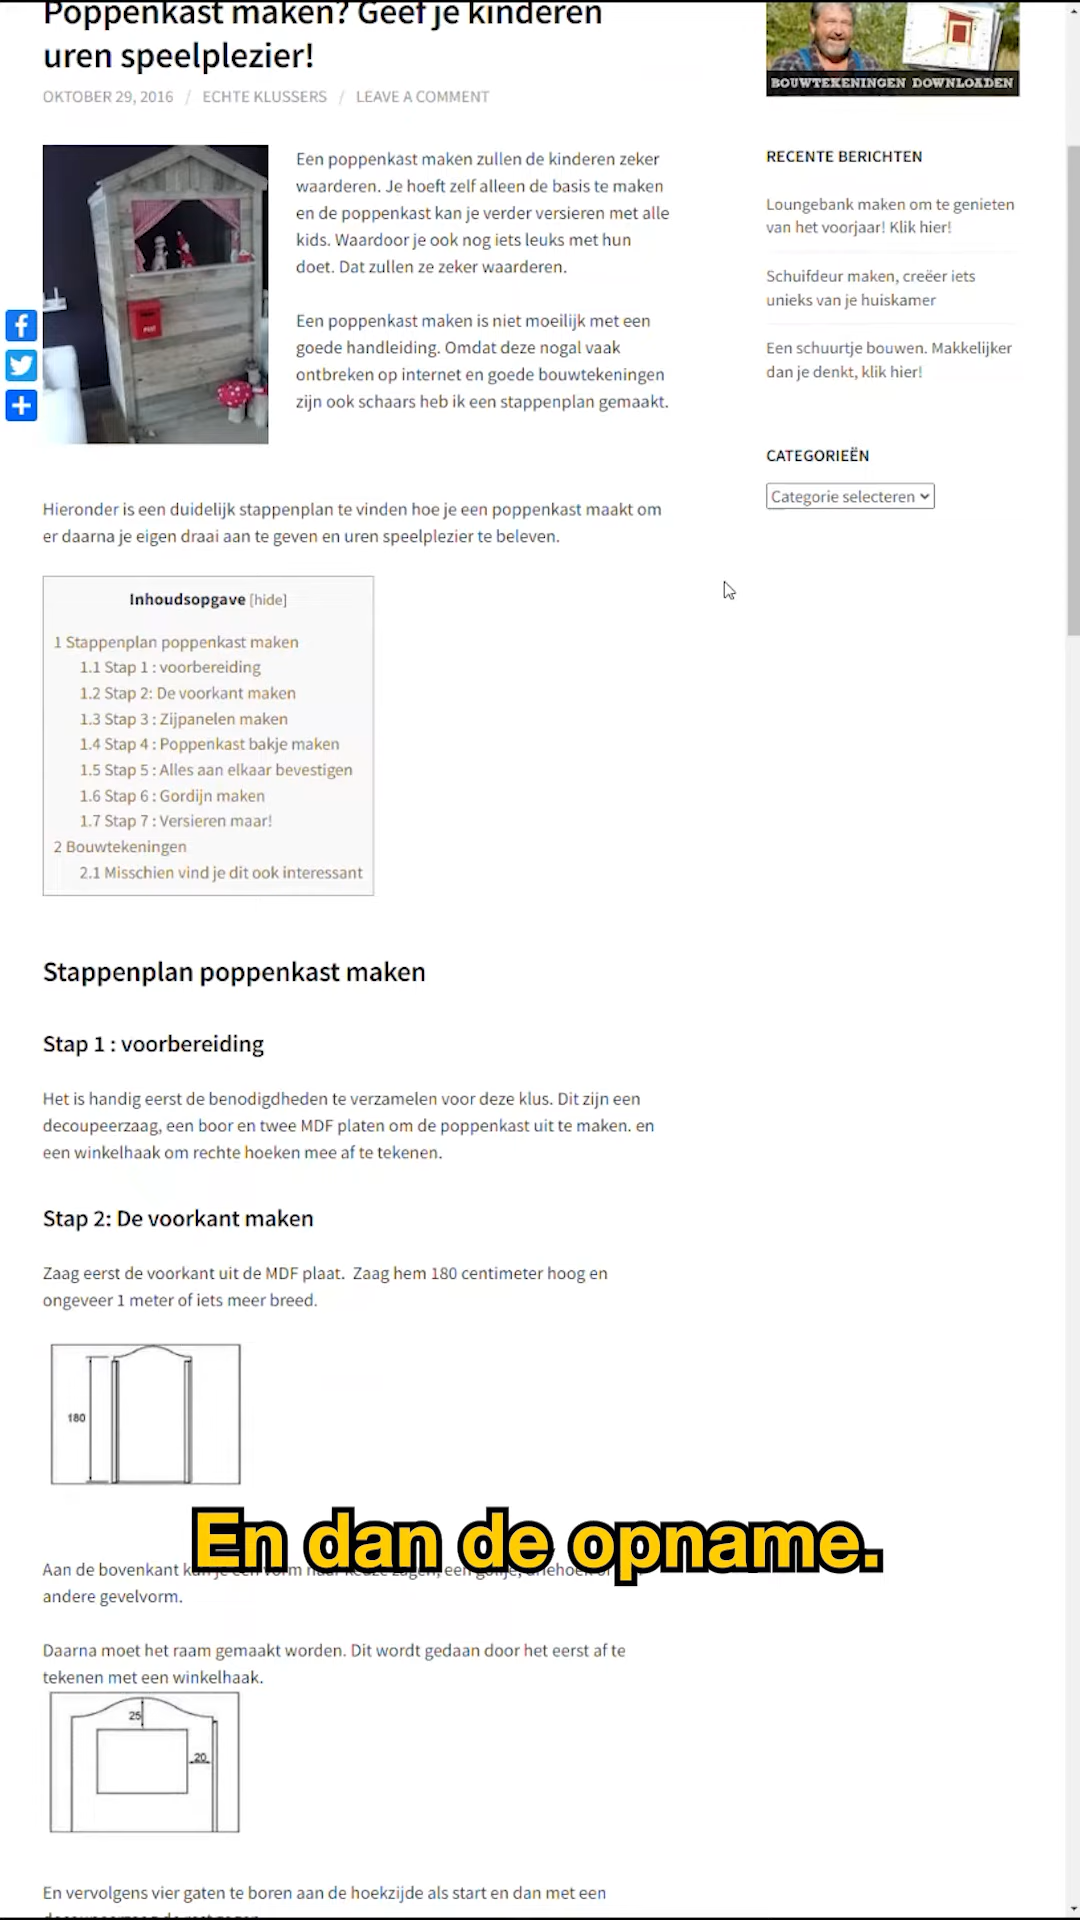 Poppenkast maken? Geef je kinderen
uren speelplezier!
OKTOBER 29, 2016 / ECHTE KLUSSERS / LEAVE A COMMENT
Een poppenkast maken zullen de kinderen zeker
waarderen. Je hoeft zelf alleen de basis te maken
en de poppenkast kan je verder versieren met alle
kids. Waardoor je ook nog iets leuks met hun
doet. Dat zullen ze zeker waarderen.
Een poppenkast maken is niet moeilijk met een
goede handleiding. Omdat deze nogal vaak
ontbreken op internet en goede bouwtekeningen
zijn ook schaars heb ik een stappenplan gemaakt.
POST
Hieronder is een duidelijk stappenplan te vinden hoe je een poppenkast maakt om
er daarna je eigen draai aan te geven en uren speelplezier te beleven.
Inhoudsopgave [hide]
1 Stappenplan poppenkast maken
1.1 Stap 1 : voorbereiding
1.2 Stap 2: De voorkant maken
1.3 Stap 3 : Zijpanelen maken
1.4 Stap 4 : Poppenkast bakje maken
1.5 Stap 5 : Alles aan elkaar bevestigen
1.6 Stap 6 : Gordijn maken
1.7 Stap 7 : Versieren maar!
2 Bouwtekeningen
2.1 Misschien vind je dit ook interessant
Stappenplan poppenkast maken
Stap 1 : voorbereiding
Het is handig eerst de benodigdheden te verzamelen voor deze klus. Dit zijn een
decoupeerzaag, een boor en twee MDF platen om de poppenkast uit te maken. en
een winkelhaak om rechte hoeken mee af te tekenen.
Stap 2: De voorkant maken
Zaag eerst de voorkant uit de MDF plaat. Zaag hem 180 centimeter hoog en
ongeveer 1 meter of iets meer breed.
180
En dan de opname.
Aan de bovenkant kun je een vorm naar keuze zagen, een golfje, driehoek of
andere gevelvorm.
Daarna moet het raam gemaakt worden. Dit wordt gedaan door het eerst af te
tekenen met een winkelhaak.
25
20
En vervolgens vier gaten te boren aan de hoekzijde als start en dan met een
BOUWTEKENINGEN DOWNLOADEN
RECENTE BERICHTEN
Loungebank maken om te genieten
van het voorjaar! Klik hier!
Schuifdeur maken, creëer iets
unieks van je huiskamer
Een schuurtje bouwen. Makkelijker
dan je denkt, klik hier!
CATEGORIEËN
Categorie selecteren